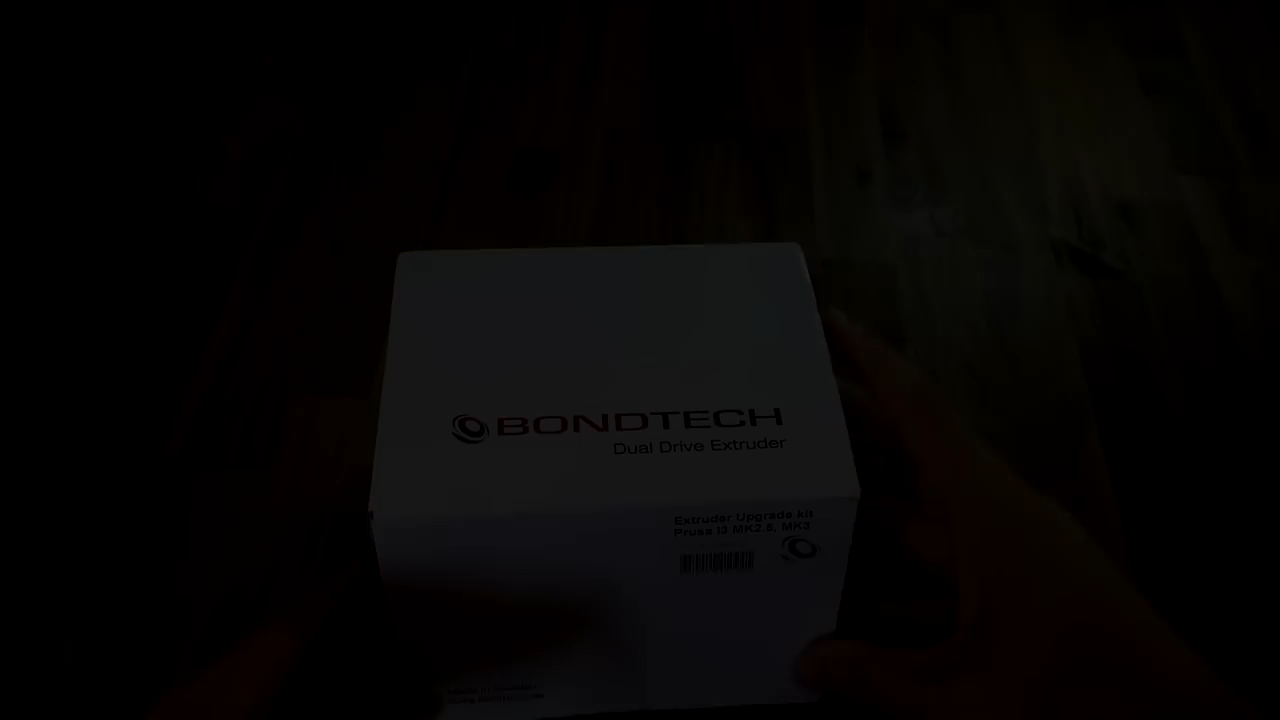 BONDTECH
Dual Drive Extruder
Extruder Upgrade kit
Prusa i3 MK2.5, MK3